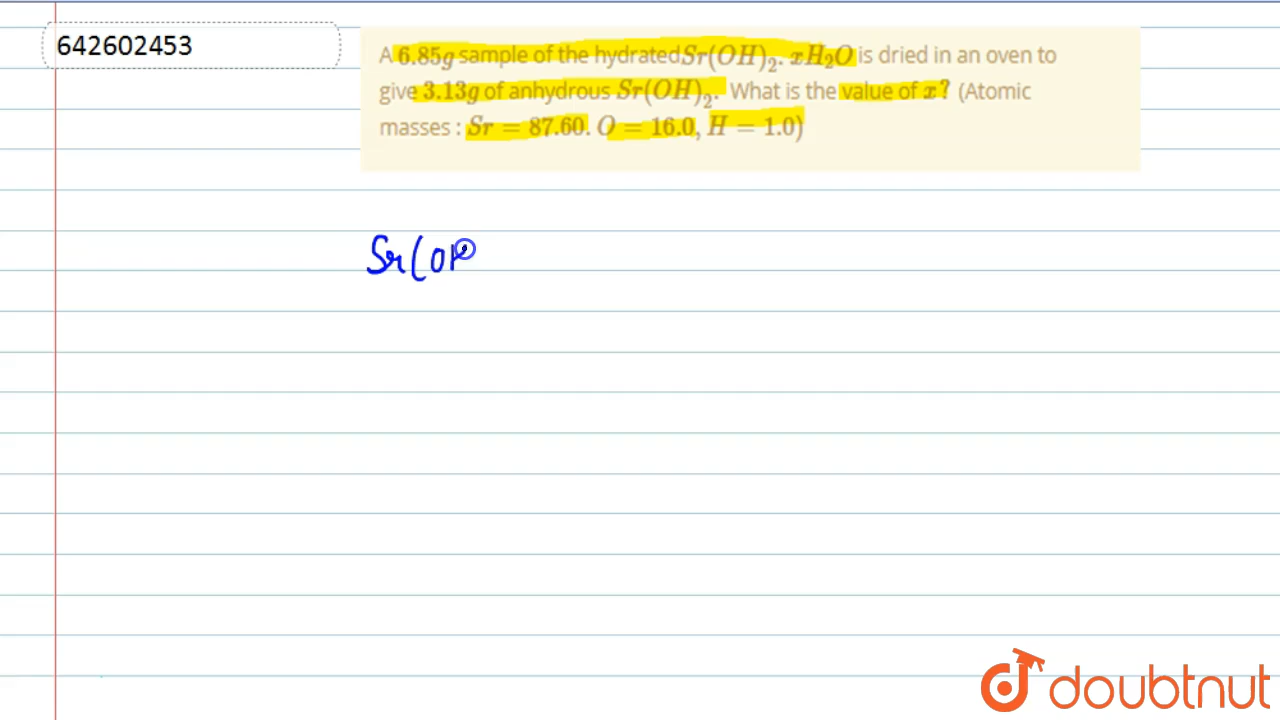 642602453
A 6.85g sample of the hydrated Sr(OH)₂. xH₂O is dried in an oven to
give 3.13g of anhydrous Sr(OH)₂. What is the value of x? (Atomic
masses : Sr = 87.60. O = 16.0, H = 1.0)
Sr(OH
doubtnut